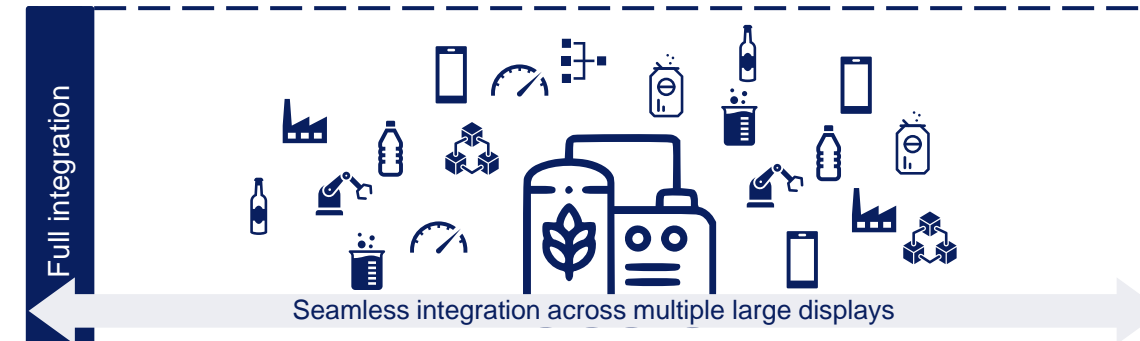 Full integration
Seamless integration across multiple large displays